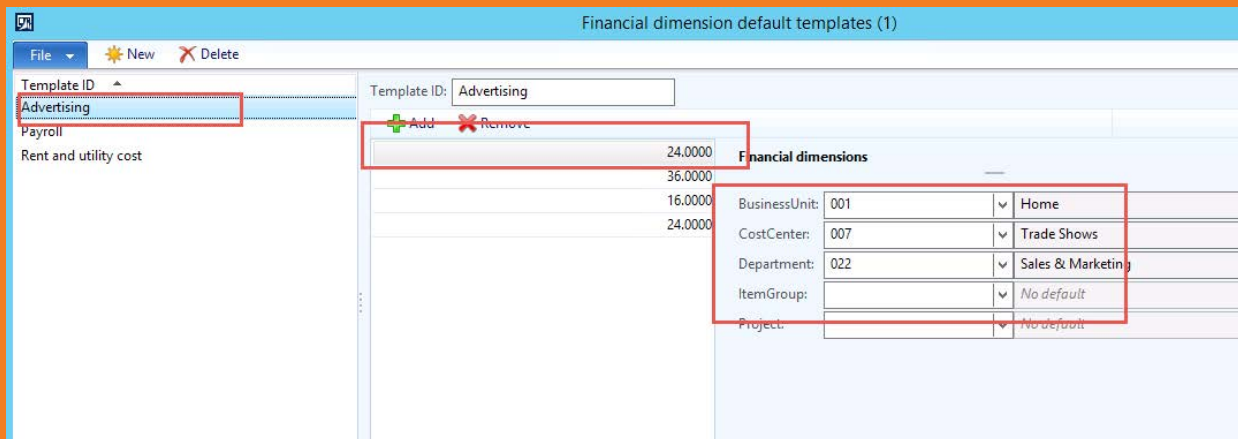 Financial dimension default templates (1)
File New Delete
Template ID
Advertising
Payroll
Rent and utility cost
Template ID: Advertising
Add Remove
24.0000
36.0000
16.0000
24.0000
Financial dimensions
BusinessUnit: 001 Home
CostCenter: 007 Trade Shows
Department: 022 Sales & Marketing
ItemGroup: No default
Project: No default